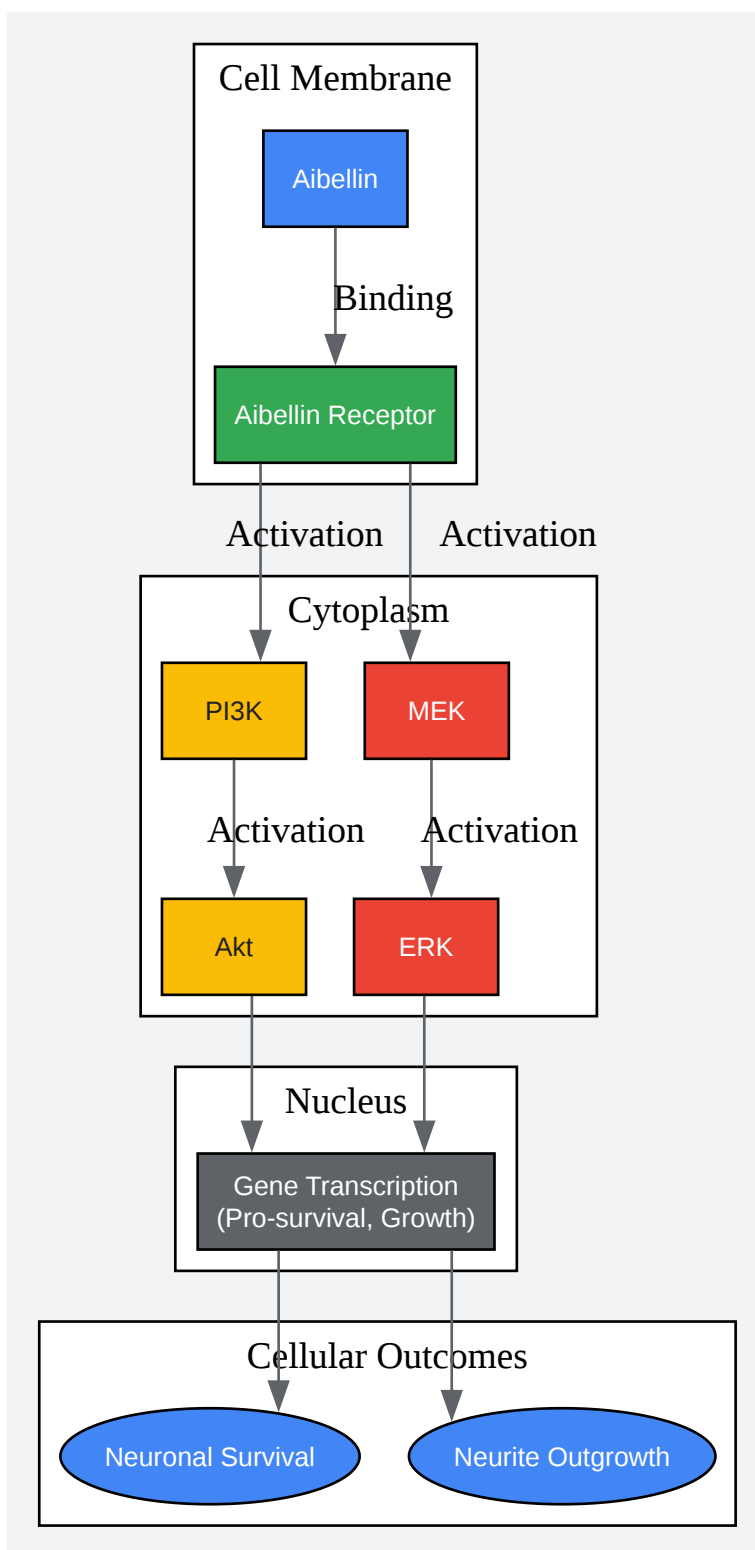 Cell Membrane
Aibellin
Binding
Aibellin Receptor
Activation
Activation
Cytoplasm
PI3K
MEK
Activation
Activation
Akt
ERK
Nucleus
Gene Transcription
(Pro-survival, Growth)
Cellular Outcomes
Neuronal Survival
Neurite Outgrowth